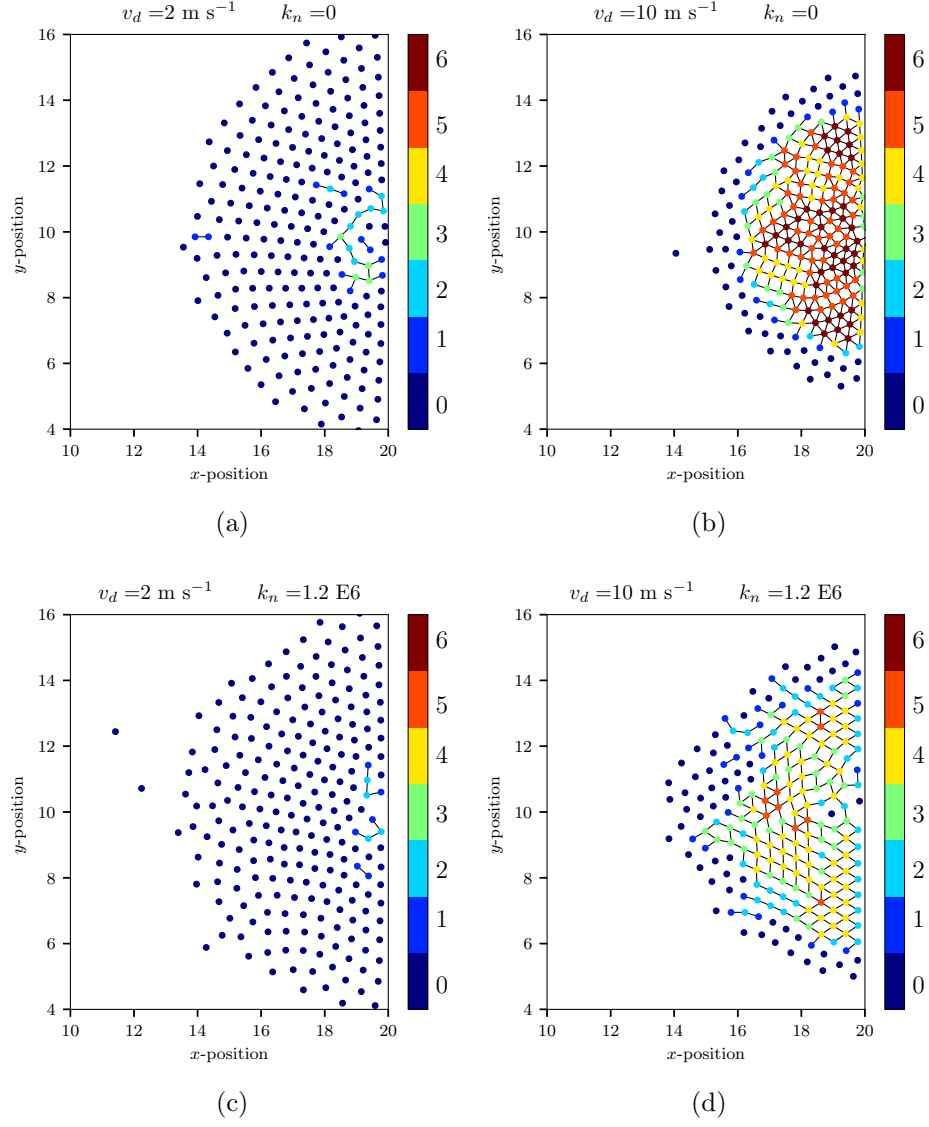 v_d =2 m s⁻¹ k_n =0
v_d =10 m s⁻¹ k_n =0
16
14
12
10
8
6
4
y-position
10 12 14 16 18 20
x-position
6
5
4
3
2
1
0
(a)
16
14
12
10
8
6
4
y-position
10 12 14 16 18 20
x-position
6
5
4
3
2
1
0
(b)
v_d =2 m s⁻¹ k_n =1.2 E6
v_d =10 m s⁻¹ k_n =1.2 E6
16
14
12
10
8
6
4
y-position
10 12 14 16 18 20
x-position
6
5
4
3
2
1
0
(c)
16
14
12
10
8
6
4
y-position
10 12 14 16 18 20
x-position
6
5
4
3
2
1
0
(d)